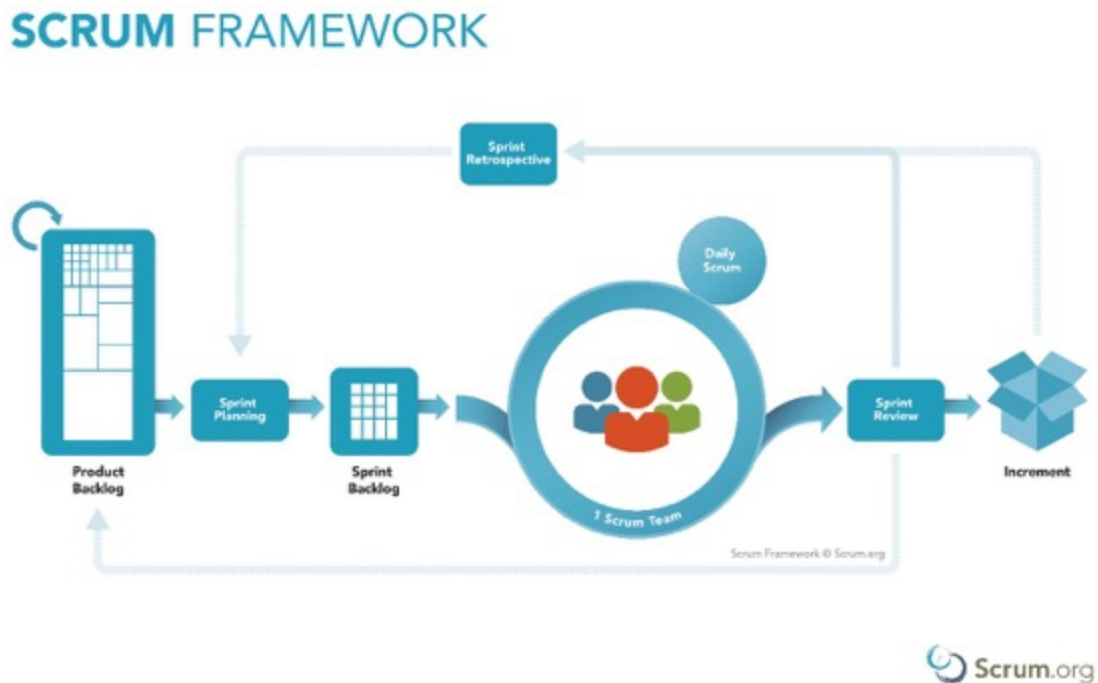 SCRUM FRAMEWORK
Sprint
Retrospective
Daily
Scrum
Sprint
Planning
Sprint
Review
Product
Backlog
Sprint
Backlog
1 Scrum Team
Increment
Scrum Framework © Scrum.org
Scrum.org